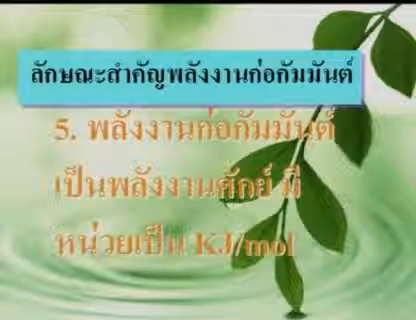 ลักษณะสำคัญพลังงานก่อกัมมันต์
5. พลังงานก่อกัมมันต์
เป็นพลังงานศักย์ มี
หน่วยเป็น KJ/mol